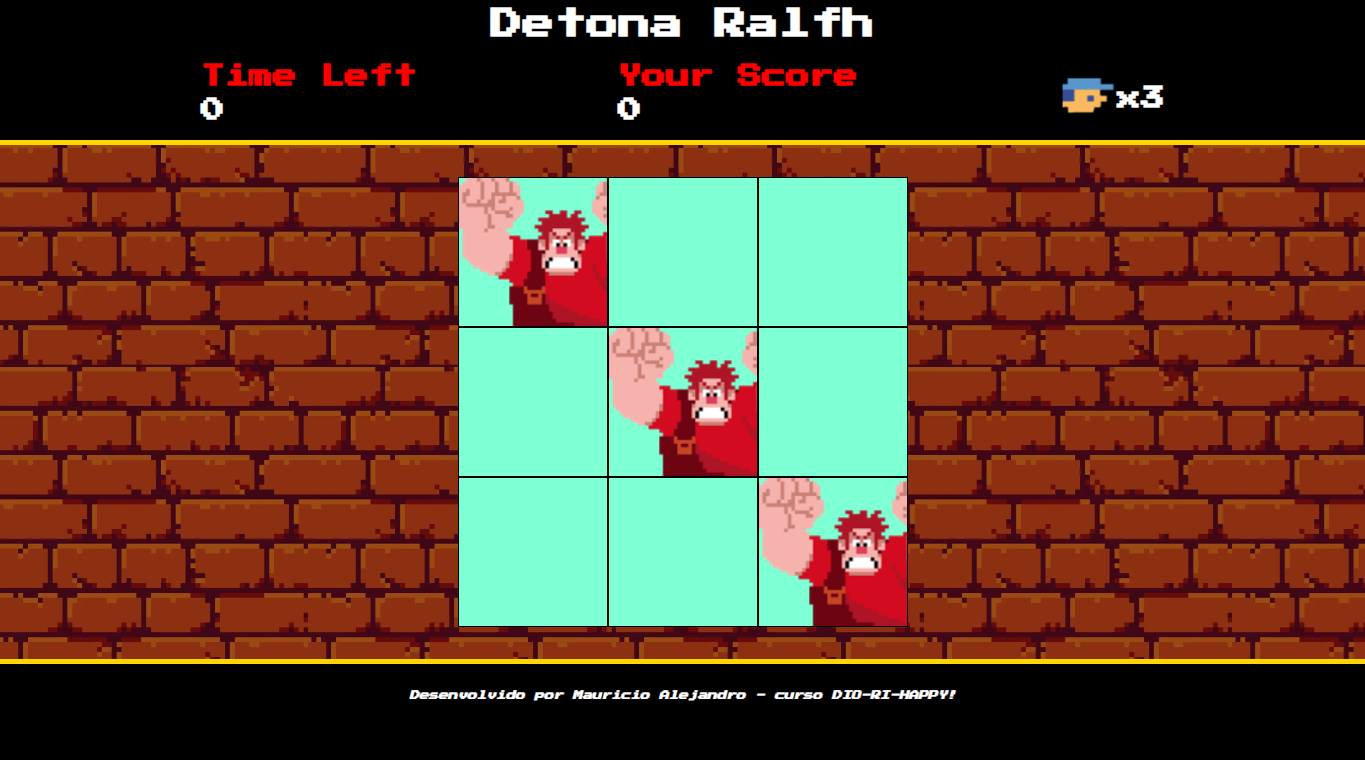 Detona Ralfh
Time Left
0
Your Score
0
x3
Desenvolvido por Mauricio Alejandro - curso DIO-RI-HAPPY!